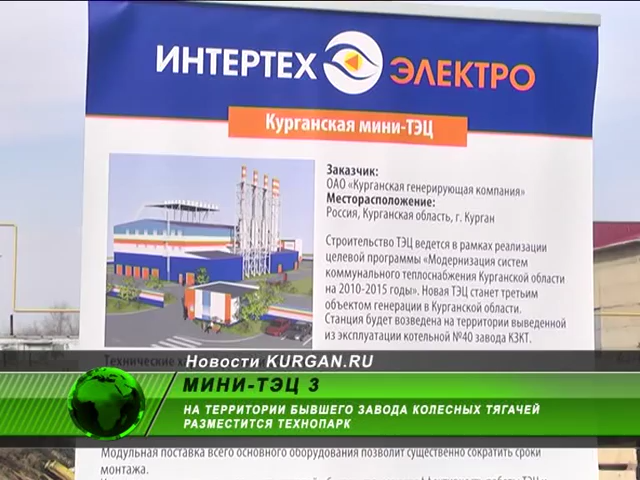 ИНТЕРТЕХ ЭЛЕКТРО
Курганская мини-ТЭЦ
Заказчик:
ОАО «Курганская генерирующая компания»
Месторасположение:
Россия, Курганская область, г. Курган
Строительство ТЭЦ ведется в рамках реализации
целевой программы «Модернизация систем
коммунального теплоснабжения Курганской области
на 2010-2015 годы». Новая ТЭЦ станет третьим
объектом генерации в Курганской области.
Станция будет возведена на территории выведенной
из эксплуатации котельной №40 завода КЗКТ.
Технические
Новости KURGAN.RU
МИНИ-ТЭЦ 3
НА ТЕРРИТОРИИ БЫВШЕГО ЗАВОДА КОЛЕСНЫХ ТЯГАЧЕЙ
РАЗМЕСТИТСЯ ТЕХНОПАРК
Модульная поставка всего основного оборудования позволит существенно сократить сроки
монтажа.